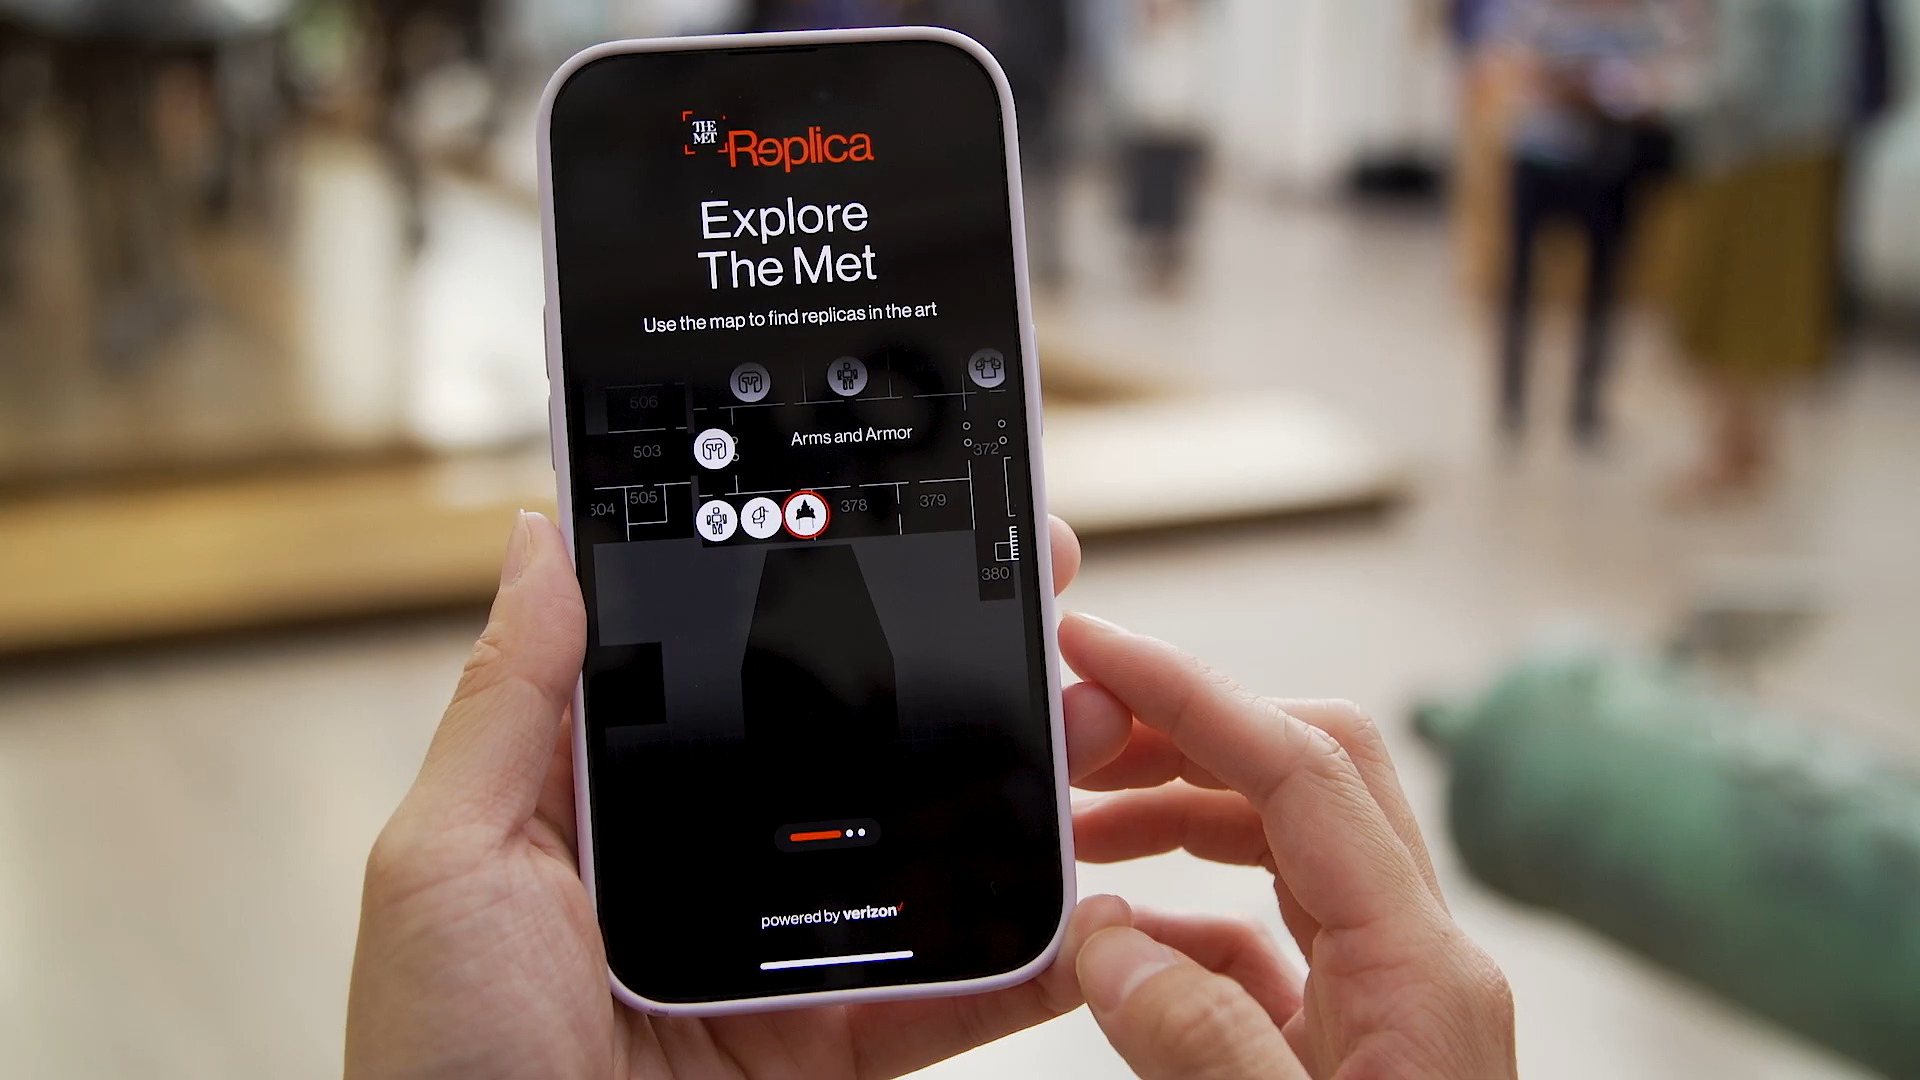 THE
MET
Replica
Explore
The Met
Use the map to find replicas in the art
506
Arms and Armor
503
372
504
505
378
379
380
powered by verizon